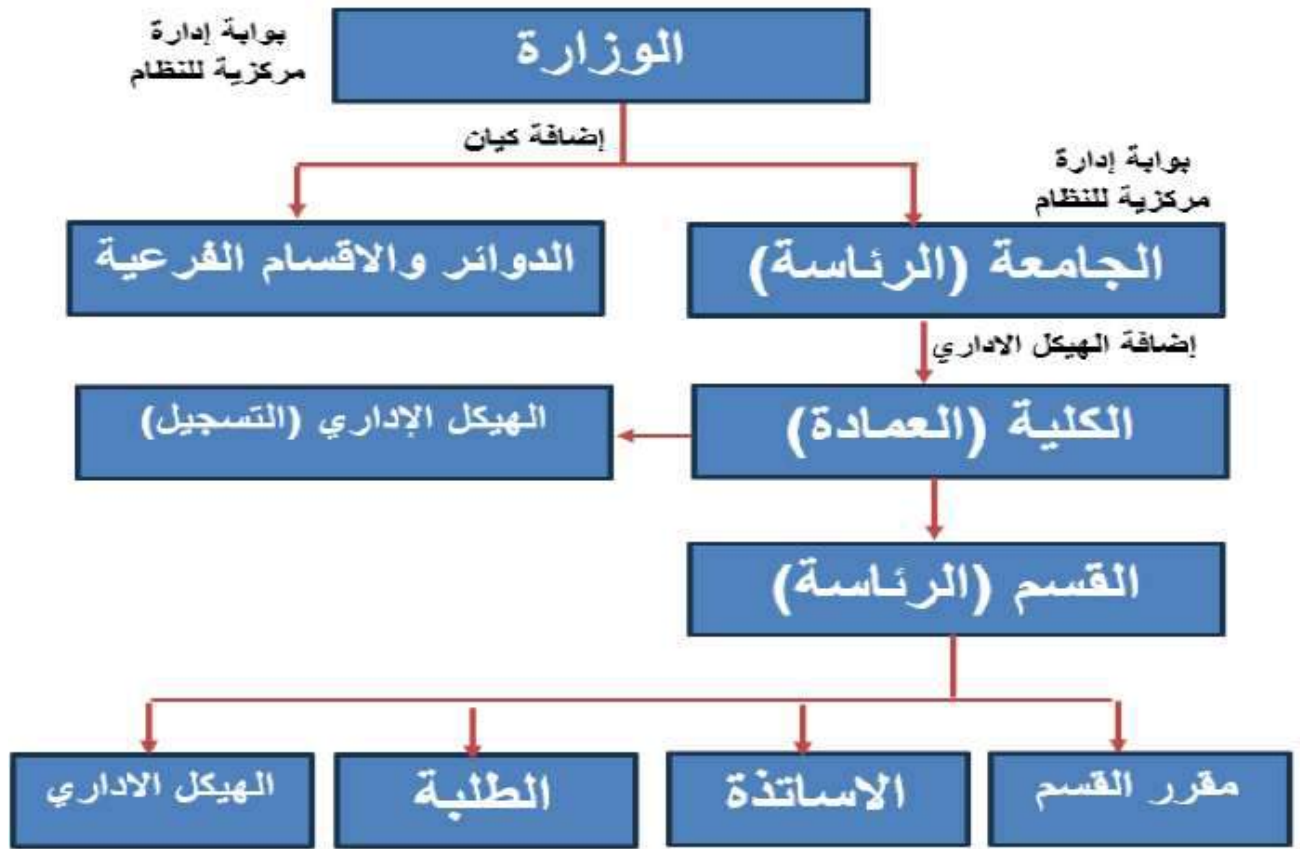 الوزارة
بوابة إدارة
مركزية للنظام
إضافة كيان
بوابة إدارة
مركزية للنظام
الجامعة (الرئاسة)
الدوائر والاقسام الفرعية
إضافة الهيكل الاداري
الكلية (العمادة)
الهيكل الإداري (التسجيل)
القسم (الرئاسة)
مقرر القسم
الاساتذة
الطلبة
الهيكل الاداري